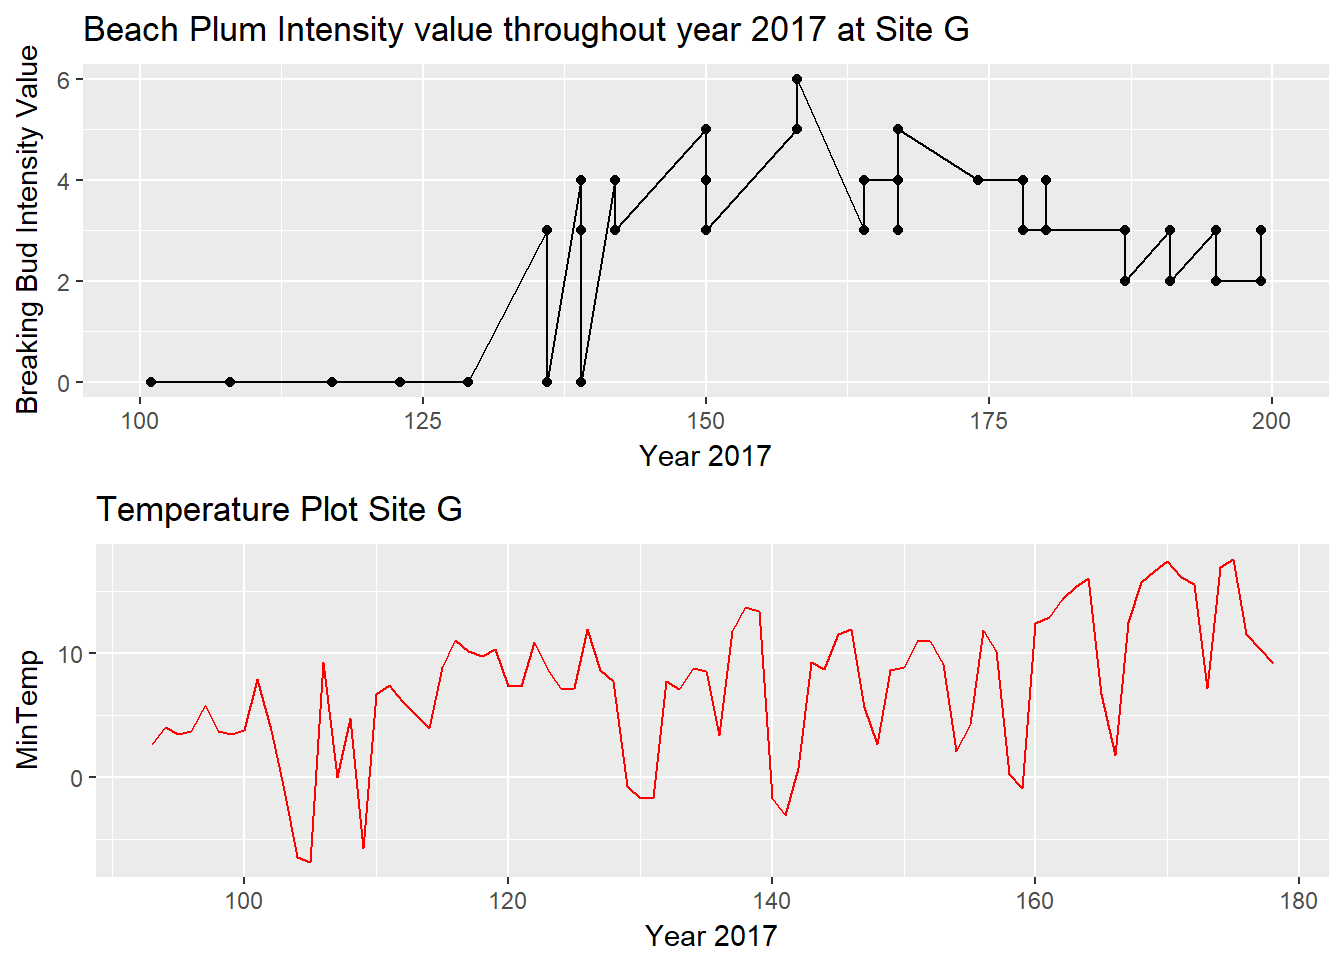 Beach Plum Intensity value throughout year 2017 at Site G
Breaking Bud Intensity Value
6
4
2
0
100 125 150 175 200
Year 2017
Temperature Plot Site G
MinTemp
10
0
100 120 140 160 180
Year 2017